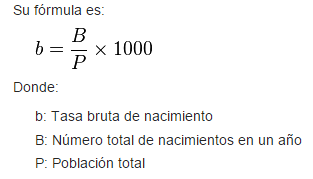 Su fórmula es:
b = B/P × 1000
Donde:
b: Tasa bruta de nacimiento
B: Número total de nacimientos en un año
P: Población total